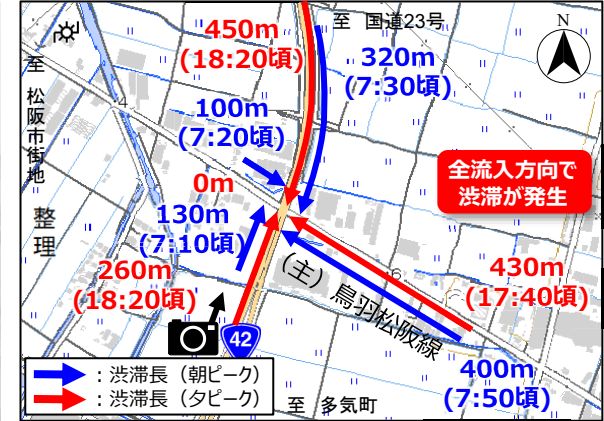 450m
(18:20頃)
至 国道23号
320m
(7:30頃)
N
至 松阪市街地
4
100m
(7:20頃)
全流入方向で
渋滞が発生
0m
整理
130m
(7:10頃)
260m
(18:20頃)
(主)鳥羽松阪線
6
430m
(17:40頃)
42
400m
(7:50頃)
:渋滞長(朝ピーク)
:渋滞長(夕ピーク)
至 多気町